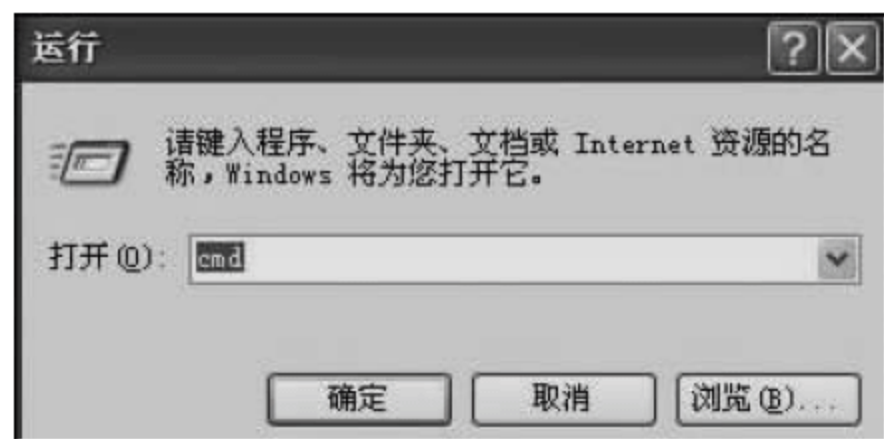 运行
请键入程序、文件夹、文档或 Internet 资源的名
称，Windows 将为您打开它。
打开(O): cmd
确定 取消 浏览(B)...